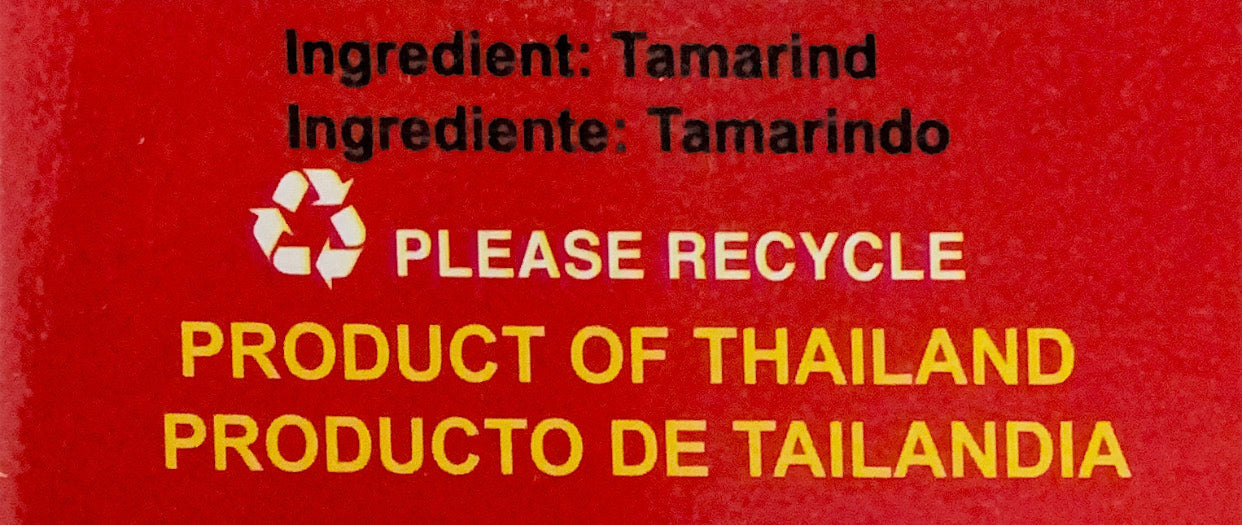 Ingredient: Tamarind
Ingrediente: Tamarindo
PLEASE RECYCLE
PRODUCT OF THAILAND
PRODUCTO DE TAILANDIA